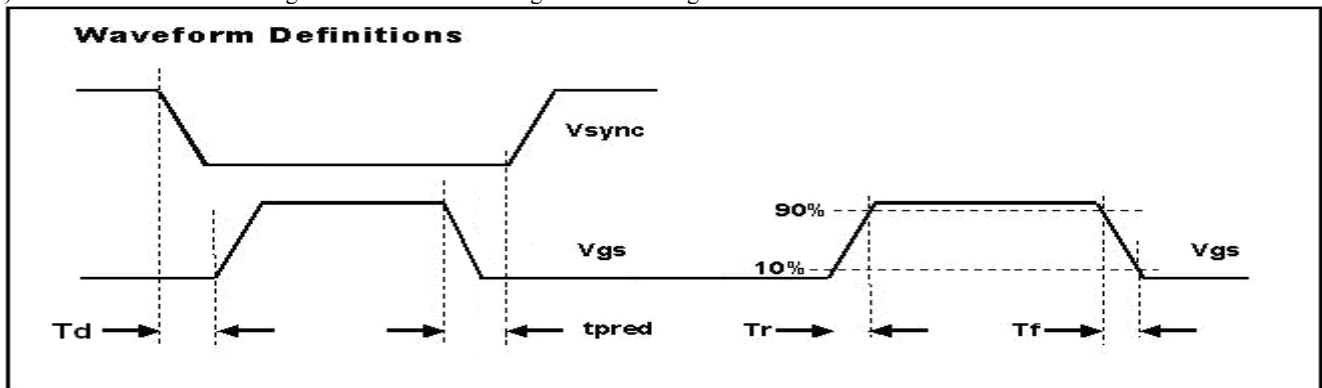 Waveform Definitions
Vsync
90%
Vgs
Vgs
10%
Td
tpred
Tr
Tf